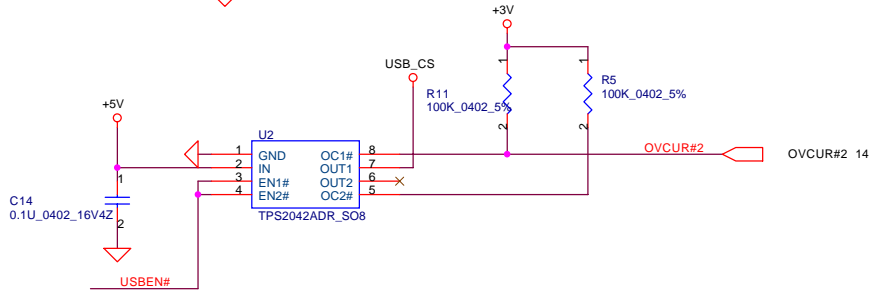 +3V
USB_CS
1
1
R11
100K_0402_5%
R5
100K_0402_5%
2
2
+5V
U2
1 GND OC1# 8
2 IN OUT1 7
3 EN1# OUT2 6
4 EN2# OC2# 5
TPS2042ADR_SO8
OVCUR#2
OVCUR#2 14
1
C14
0.1U_0402_16V4Z
2
USBEN#